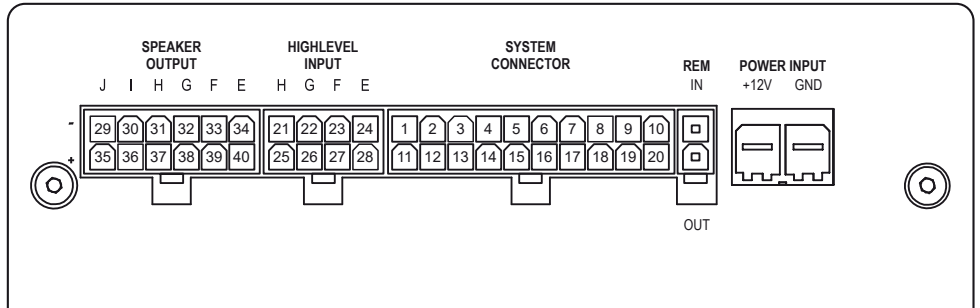 SPEAKER
OUTPUT
HIGHLEVEL
INPUT
SYSTEM
CONNECTOR
REM
IN
POWER INPUT
+12V GND
J I H G F E
H G F E
- 29 30 31 32 33 34
21 22 23 24
1 2 3 4 5 6 7 8 9 10
+ 35 36 37 38 39 40
25 26 27 28
11 12 13 14 15 16 17 18 19 20
OUT